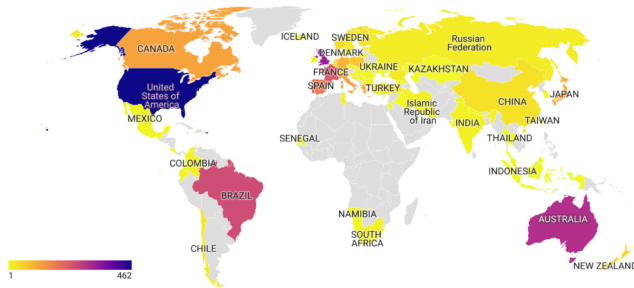 ICELAND
SWEDEN
Russian
Federation
CANADA
DENMARK
UKRAINE
KAZAKHSTAN
FRANCE
SPAIN
TURKEY
United
States of
America
JAPAN
CHINA
Islamic
Republic
of Iran
MEXICO
TAIWAN
INDIA
SENEGAL
THAILAND
COLOMBIA
INDONESIA
BRAZIL
NAMIBIA
AUSTRALIA
SOUTH
AFRICA
CHILE
NEW ZEALAND
1 462